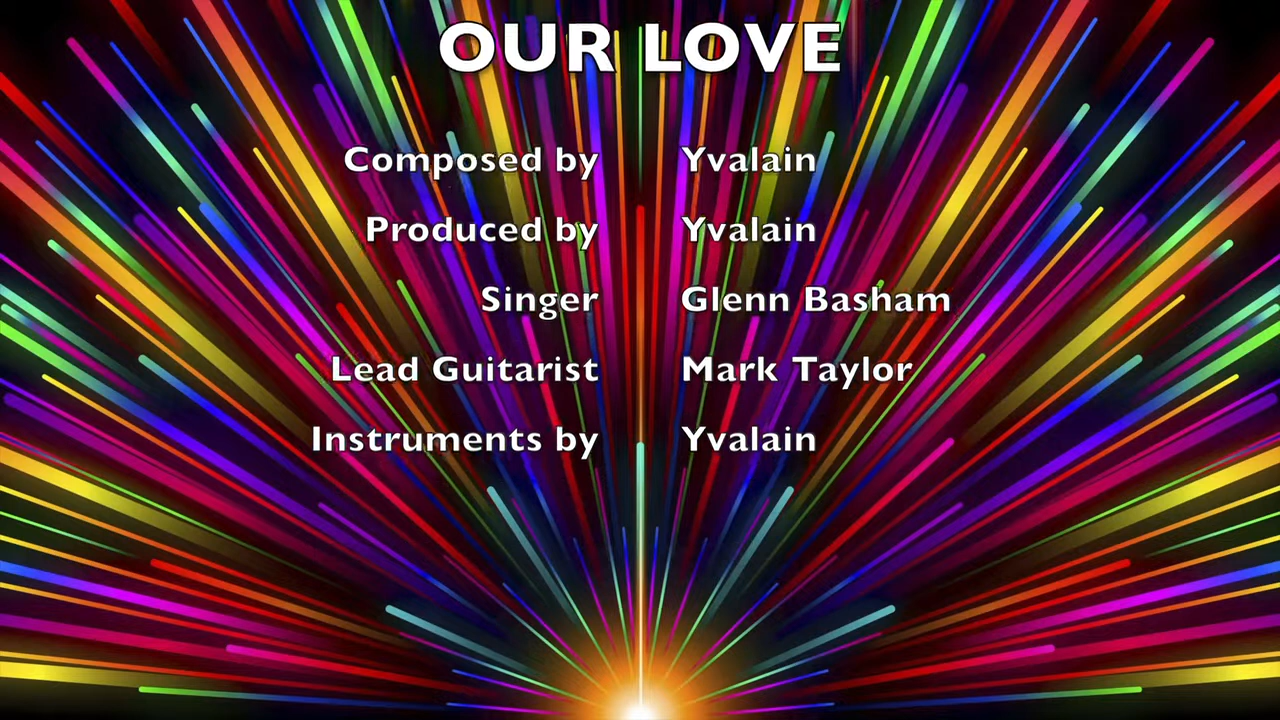 OUR LOVE
Composed by Yvalain
Produced by Yvalain
Singer Glenn Basham
Lead Guitarist Mark Taylor
Instruments by Yvalain